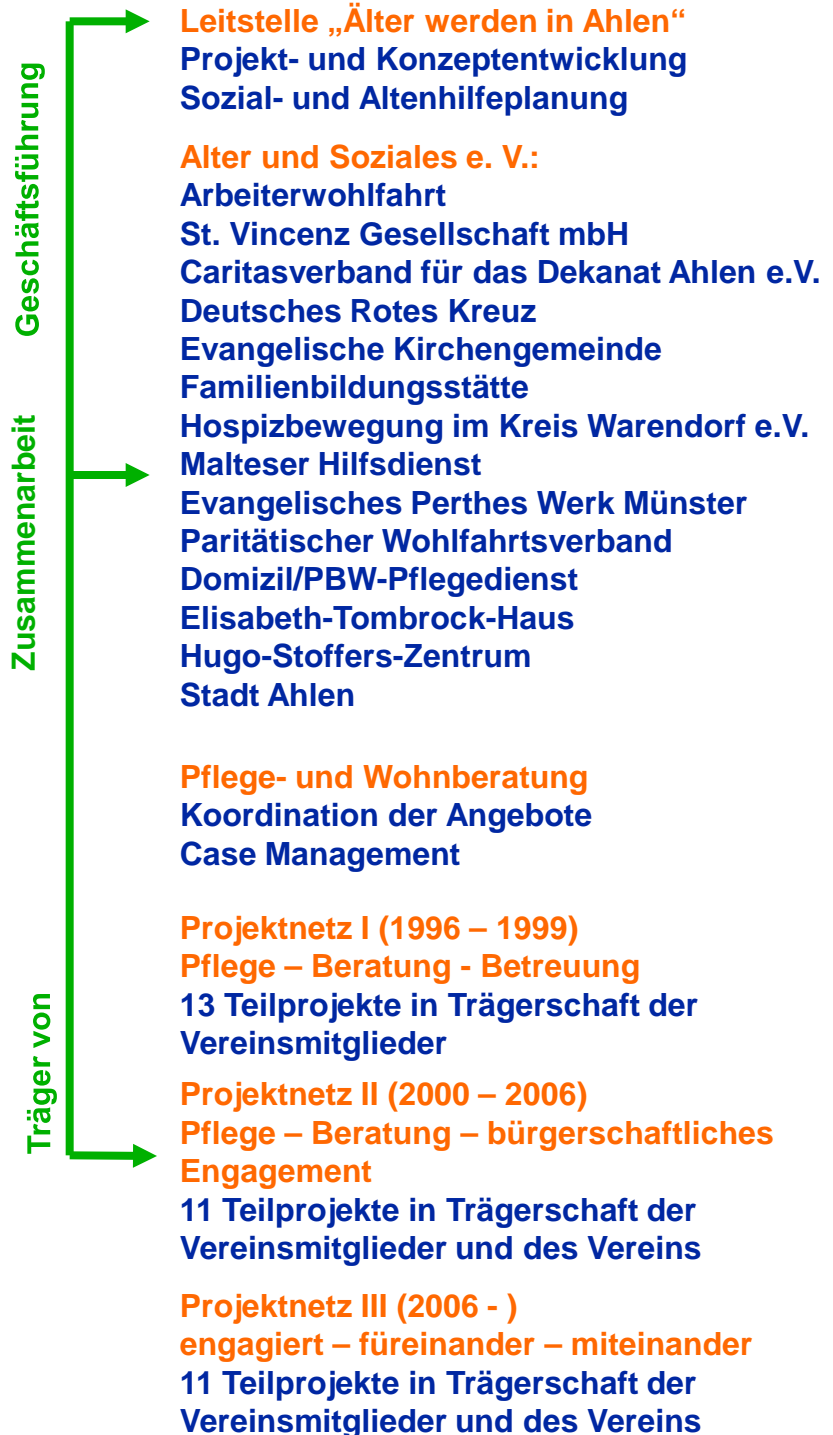 Leitstelle „Älter werden in Ahlen“
Projekt- und Konzeptentwicklung
Sozial- und Altenhilfeplanung
Geschäftsführung
Alter und Soziales e. V.:
Arbeiterwohlfahrt
St. Vincenz Gesellschaft mbH
Caritasverband für das Dekanat Ahlen e.V.
Deutsches Rotes Kreuz
Evangelische Kirchengemeinde
Familienbildungsstätte
Hospizbewegung im Kreis Warendorf e.V.
Malteser Hilfsdienst
Evangelisches Perthes Werk Münster
Paritätischer Wohlfahrtsverband
Domizil/PBW-Pflegedienst
Elisabeth-Tombrock-Haus
Hugo-Stoffers-Zentrum
Stadt Ahlen
Zusammenarbeit
Pflege- und Wohnberatung
Koordination der Angebote
Case Management
Projektnetz I (1996 – 1999)
Pflege – Beratung - Betreuung
13 Teilprojekte in Trägerschaft der
Vereinsmitglieder
Träger von
Projektnetz II (2000 – 2006)
Pflege – Beratung – bürgerschaftliches
Engagement
11 Teilprojekte in Trägerschaft der
Vereinsmitglieder und des Vereins
Projektnetz III (2006 - )
engagiert – füreinander – miteinander
11 Teilprojekte in Trägerschaft der
Vereinsmitglieder und des Vereins